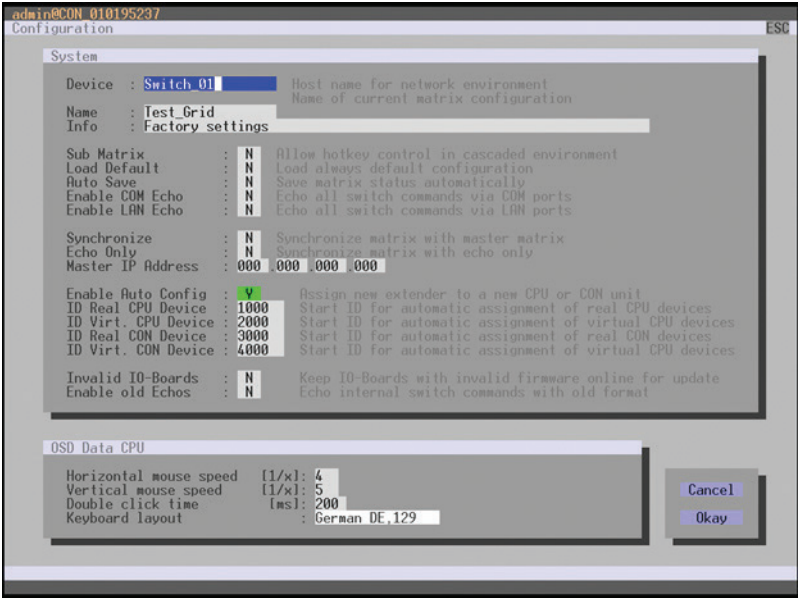 admin@CON_010195237
Configuration ESC
System
Device : Switch_01 Host name for network environment
Name of current matrix configuration
Name : Test_Grid
Info : Factory settings
Sub Matrix : N Allow hotkey control in cascaded environment
Load Default : N Load always default configuration
Auto Save : N Save matrix status automatically
Enable COM Echo : N Echo all switch commands via COM ports
Enable LAN Echo : N Echo all switch commands via LAN ports
Synchronize : N Synchronize matrix with master matrix
Echo Only : N Synchronize matrix with echo only
Master IP Address : 000 .000 .000 .000
Enable Auto Config : Y Assign new extender to a new CPU or CON unit
ID Real CPU Device : 1000 Start ID for automatic assignment of real CPU devices
ID Virt. CPU Device : 2000 Start ID for automatic assignment of virtual CPU devices
ID Real CON Device : 3000 Start ID for automatic assignment of real CON devices
ID Virt. CON Device : 4000 Start ID for automatic assignment of virtual CPU devices
Invalid IO-Boards : N Keep IO-Boards with invalid firmware online for update
Enable old Echos : N Echo internal switch commands with old format
OSD Data CPU
Horizontal mouse speed [1/x]: 4
Vertical mouse speed [1/x]: 5
Double click time [ms]: 200
Keyboard layout : German DE,129
Cancel
Okay